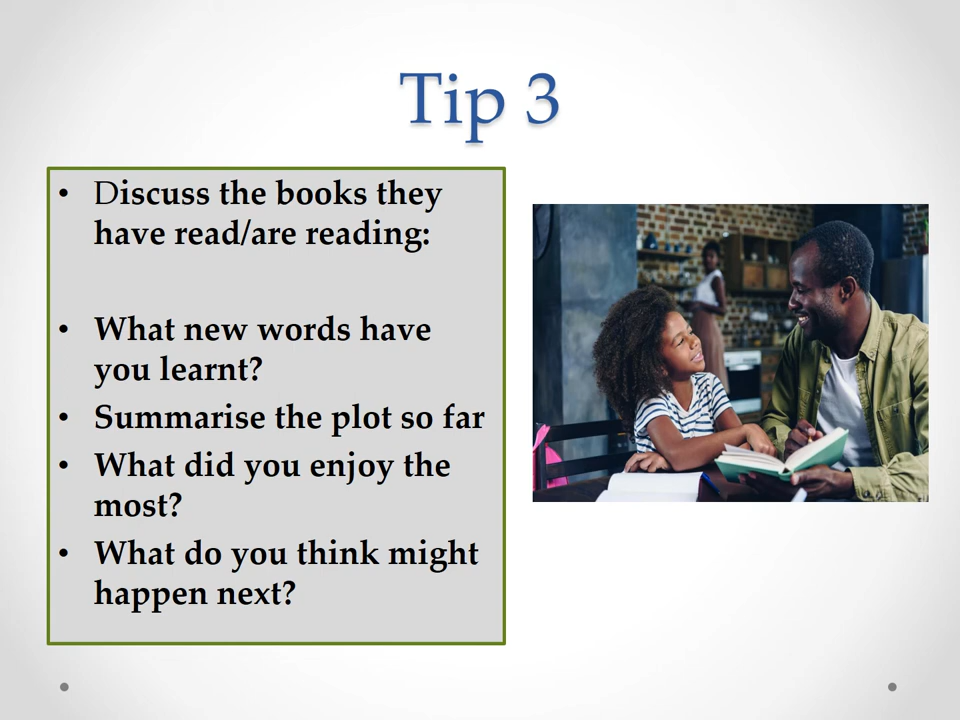 Tip 3
• Discuss the books they
have read/are reading:
• What new words have
you learnt?
• Summarise the plot so far
• What did you enjoy the
most?
• What do you think might
happen next?